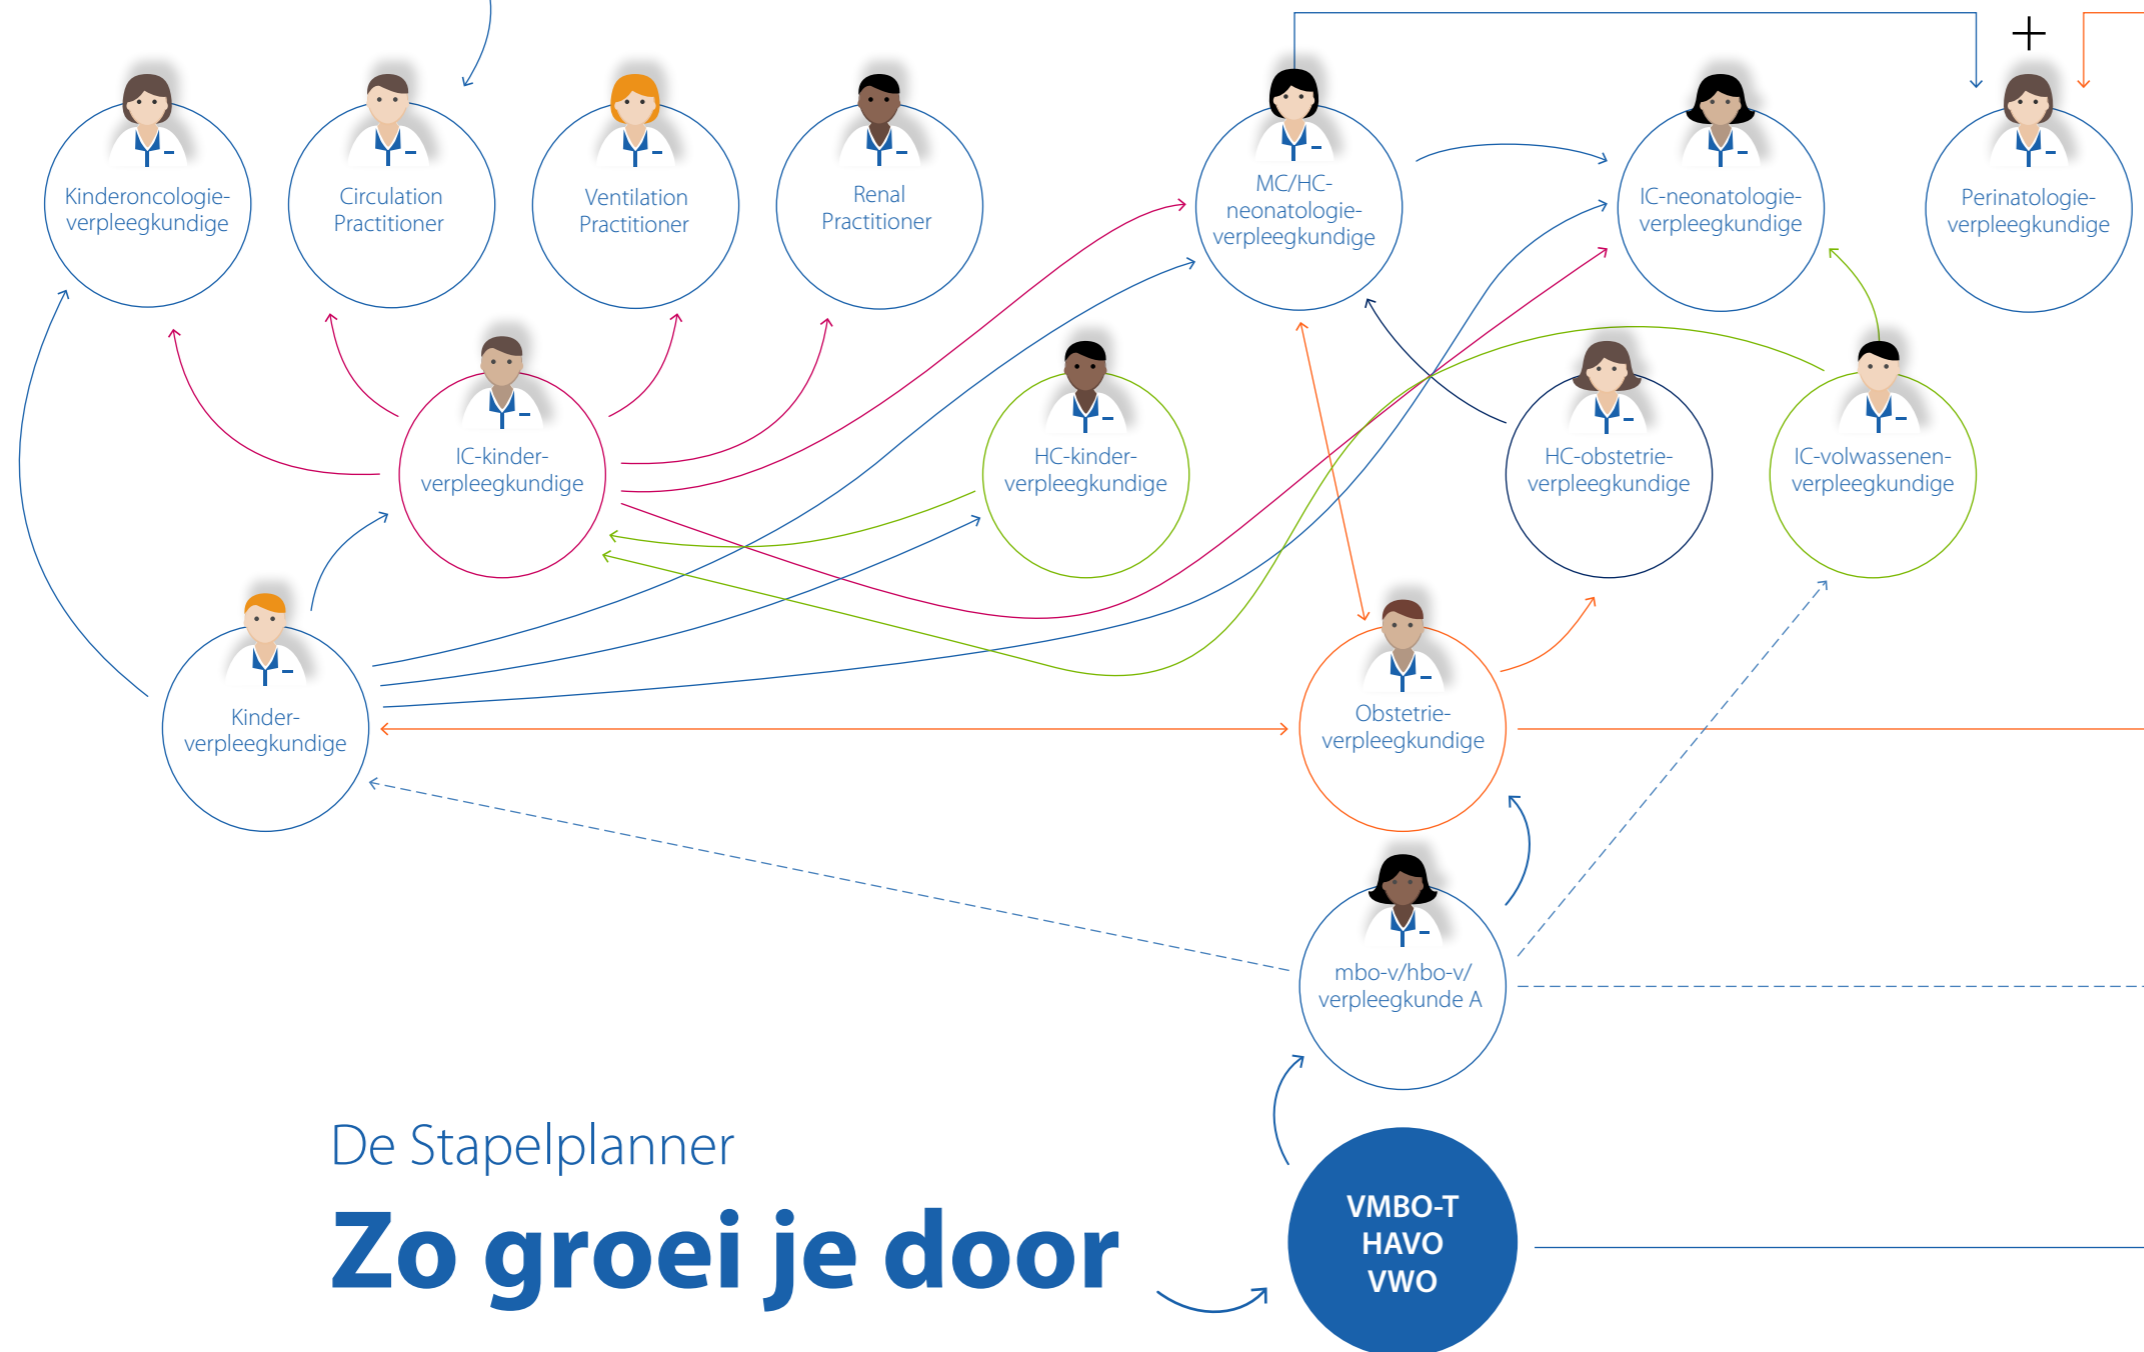 +
Kinderoncologie-
verpleegkundige
Circulation
Practitioner
Ventilation
Practitioner
Renal
Practitioner
MC/HC-
neonatologie-
verpleegkundige
IC-neonatologie-
verpleegkundige
Perinatologie-
verpleegkundige
IC-kinder-
verpleegkundige
HC-kinder-
verpleegkundige
HC-obstetrie-
verpleegkundige
IC-volwassenen-
verpleegkundige
Kinder-
verpleegkundige
Obstetrie-
verpleegkundige
mbo-v/hbo-v/
verpleegkunde A
De Stapelplanner
Zo groei je door
VMBO-T
HAVO
VWO